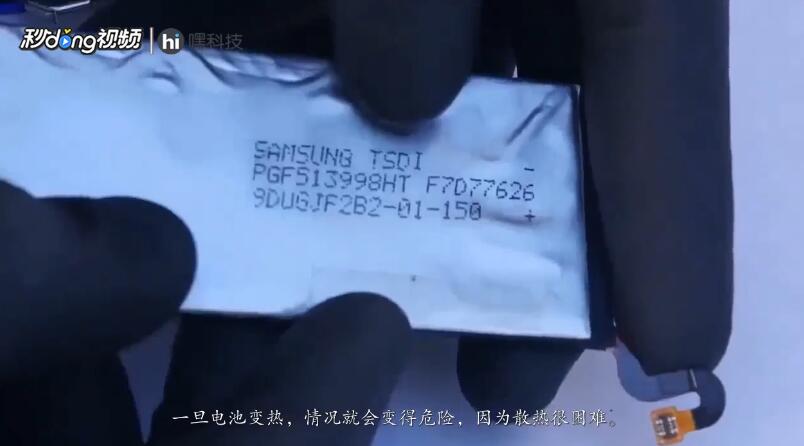 秒dong视频 hi 嘿科技
SAMSUNG TSDI -
PGF513998HT F7D77626
9DUGJF2B2-01-150 +
一旦电池变热，情况就会变得危险，因为散热很困难。